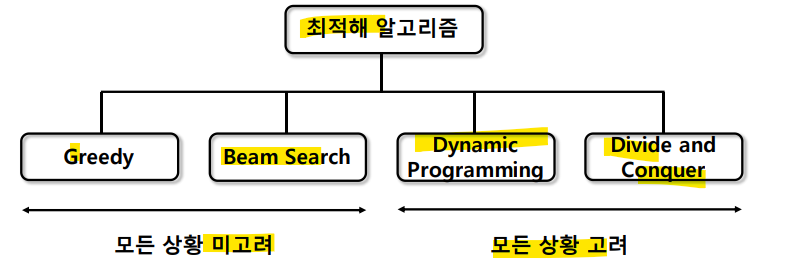 최적해 알고리즘
Greedy
Beam Search
Dynamic
Programming
Divide and
Conquer
모든 상황 미고려
모든 상황 고려